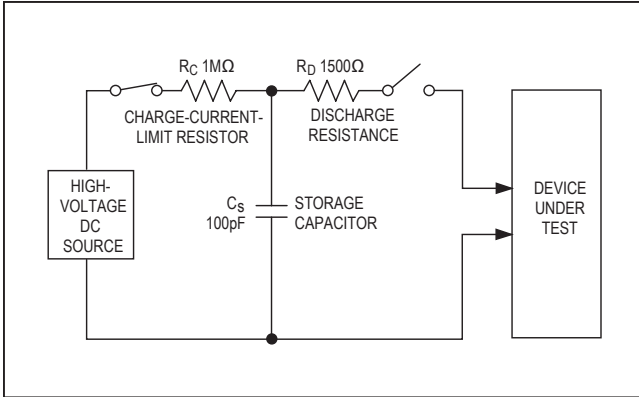 RC 1MΩ
CHARGE-CURRENT-
LIMIT RESISTOR
RD 1500Ω
DISCHARGE
RESISTANCE
HIGH-
VOLTAGE
DC
SOURCE
Cs
100pF
STORAGE
CAPACITOR
DEVICE
UNDER
TEST